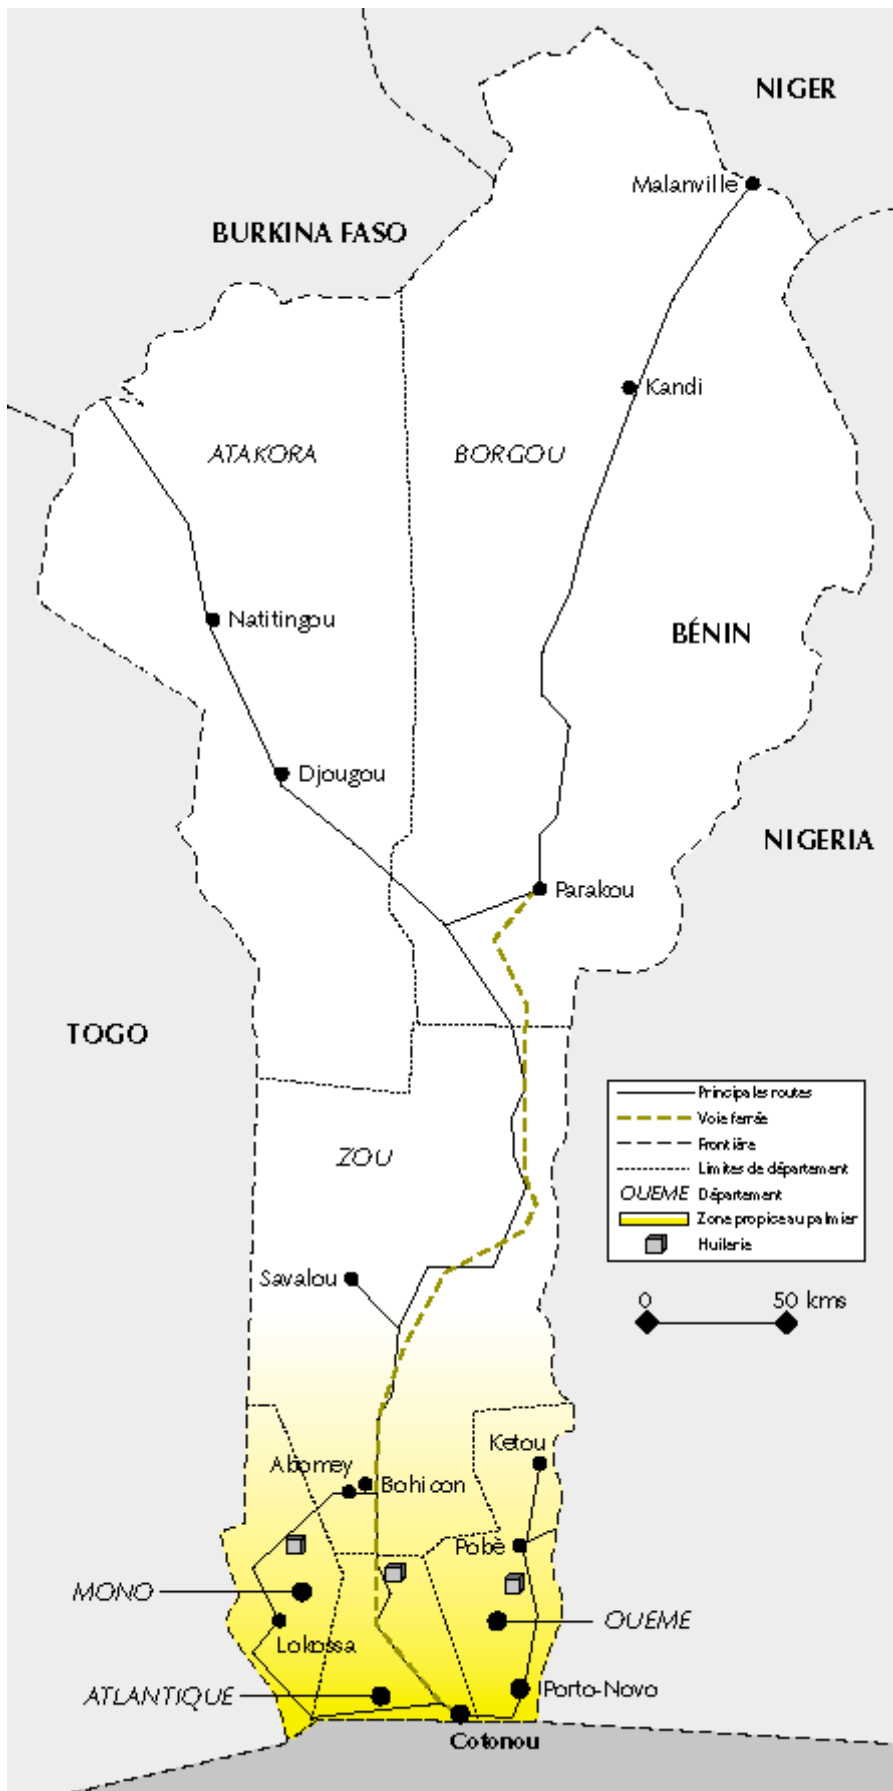 NIGER
Malanville
BURKINA FASO
Kandi
ATAKORA
BORGOU
Natitingou
BÉNIN
Djougou
NIGERIA
Parakou
TOGO
Principales routes
Voie ferrée
Frontière
Limites de département
OUEME Département
Zone propice au palmier
Huilerie
ZOU
Savalou
0 50 kms
Ketou
Abomey
Bohicon
Pobè
MONO
OUEME
Lokossa
ATLANTIQUE
Porto-Novo
Cotonou